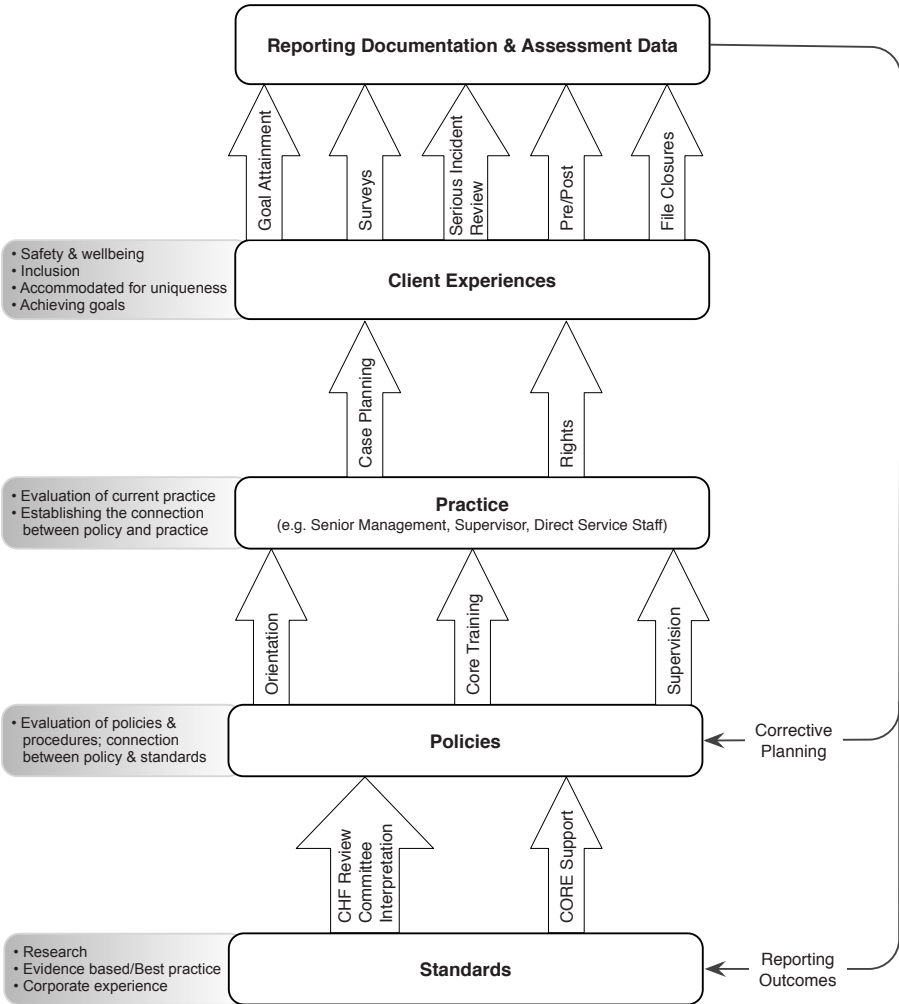 Reporting Documentation & Assessment Data
Goal Attainment
Surveys
Serious Incident
Review
Pre/Post
File Closures
• Safety & wellbeing
• Inclusion
• Accommodated for uniqueness
• Achieving goals
Client Experiences
Case Planning
Rights
• Evaluation of current practice
• Establishing the connection
between policy and practice
Practice
(e.g. Senior Management, Supervisor, Direct Service Staff)
Orientation
Core Training
Supervision
• Evaluation of policies &
procedures; connection
between policy & standards
Policies
Corrective
Planning
CHF Review
Committee
Interpretation
CORE Support
• Research
• Evidence based/Best practice
• Corporate experience
Standards
Reporting
Outcomes